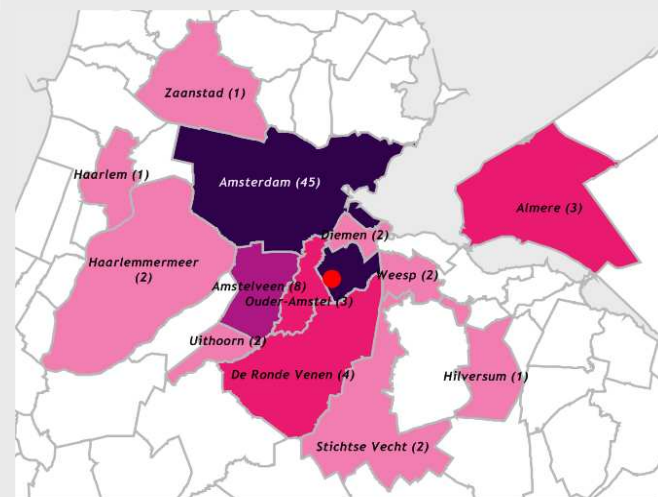 Zaanstad (1)
Haarlem (1)
Amsterdam (45)
Almere (3)
Diemen (2)
Haarlemmermeer
(2)
Amstelveen (8)
Weesp (2)
Ouder-Amstel (3)
Uithoorn (2)
De Ronde Venen (4)
Hilversum (1)
Stichtse Vecht (2)